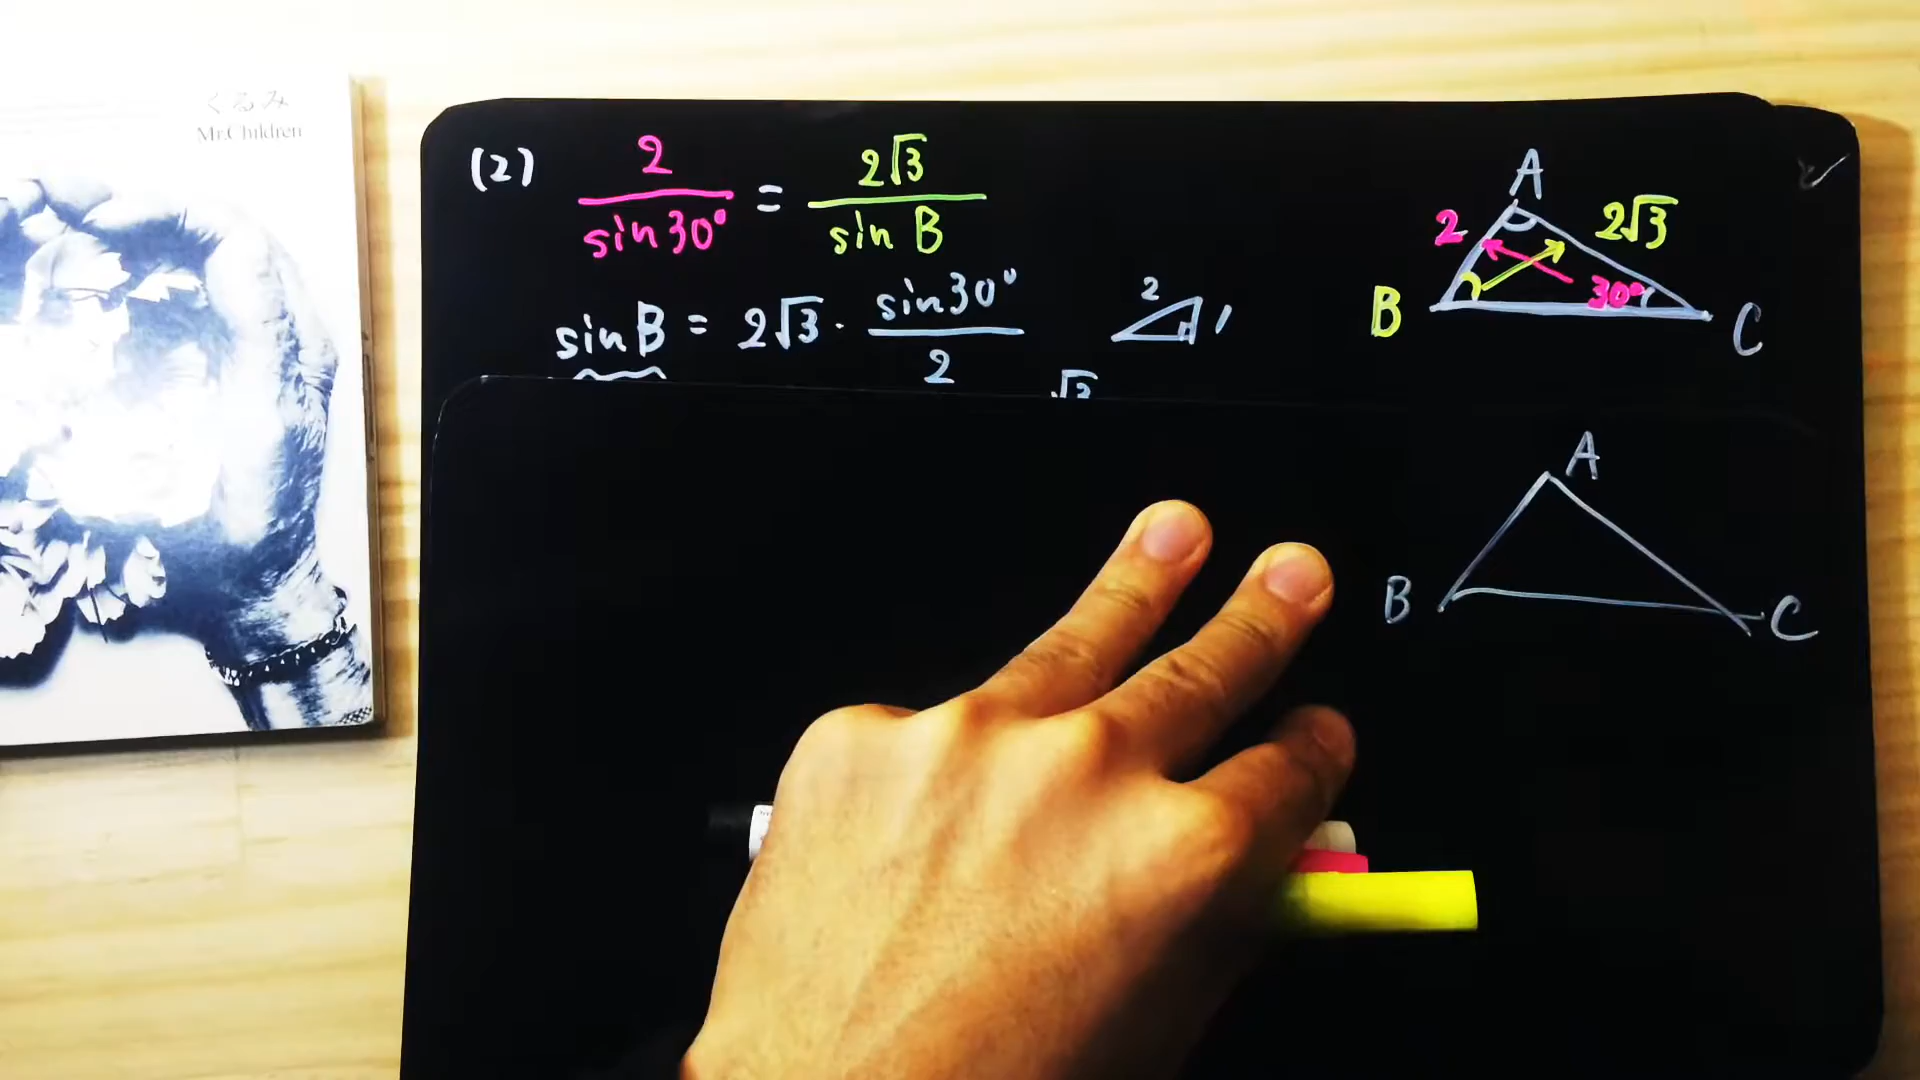 くるみ
Mr.Children
(2) 2/sin30° = 2√3/sin B
sin B = 2√3 · sin30°/2
2
1
A
2
2√3
B
30°
C
A
B
C